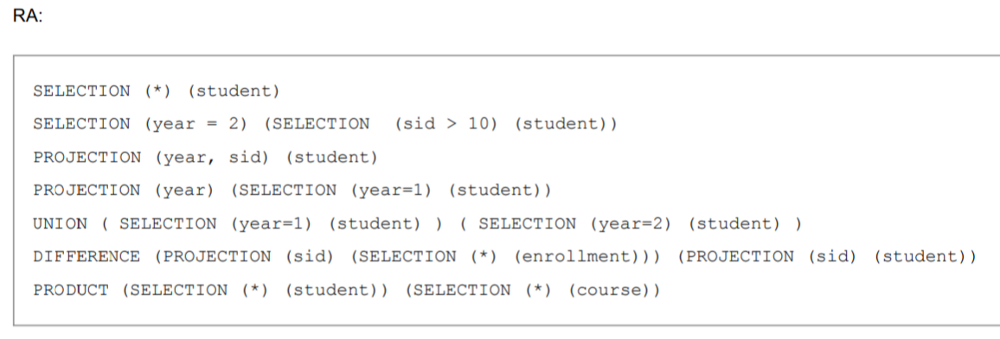 RA:
SELECTION (*) (student)
SELECTION (year = 2) (SELECTION (sid > 10) (student))
PROJECTION (year, sid) (student)
PROJECTION (year) (SELECTION (year=1) (student))
UNION ( SELECTION (year=1) (student) ) ( SELECTION (year=2) (student) )
DIFFERENCE (PROJECTION (sid) (SELECTION (*) (enrollment))) (PROJECTION (sid) (student))
PRODUCT (SELECTION (*) (student)) (SELECTION (*) (course))